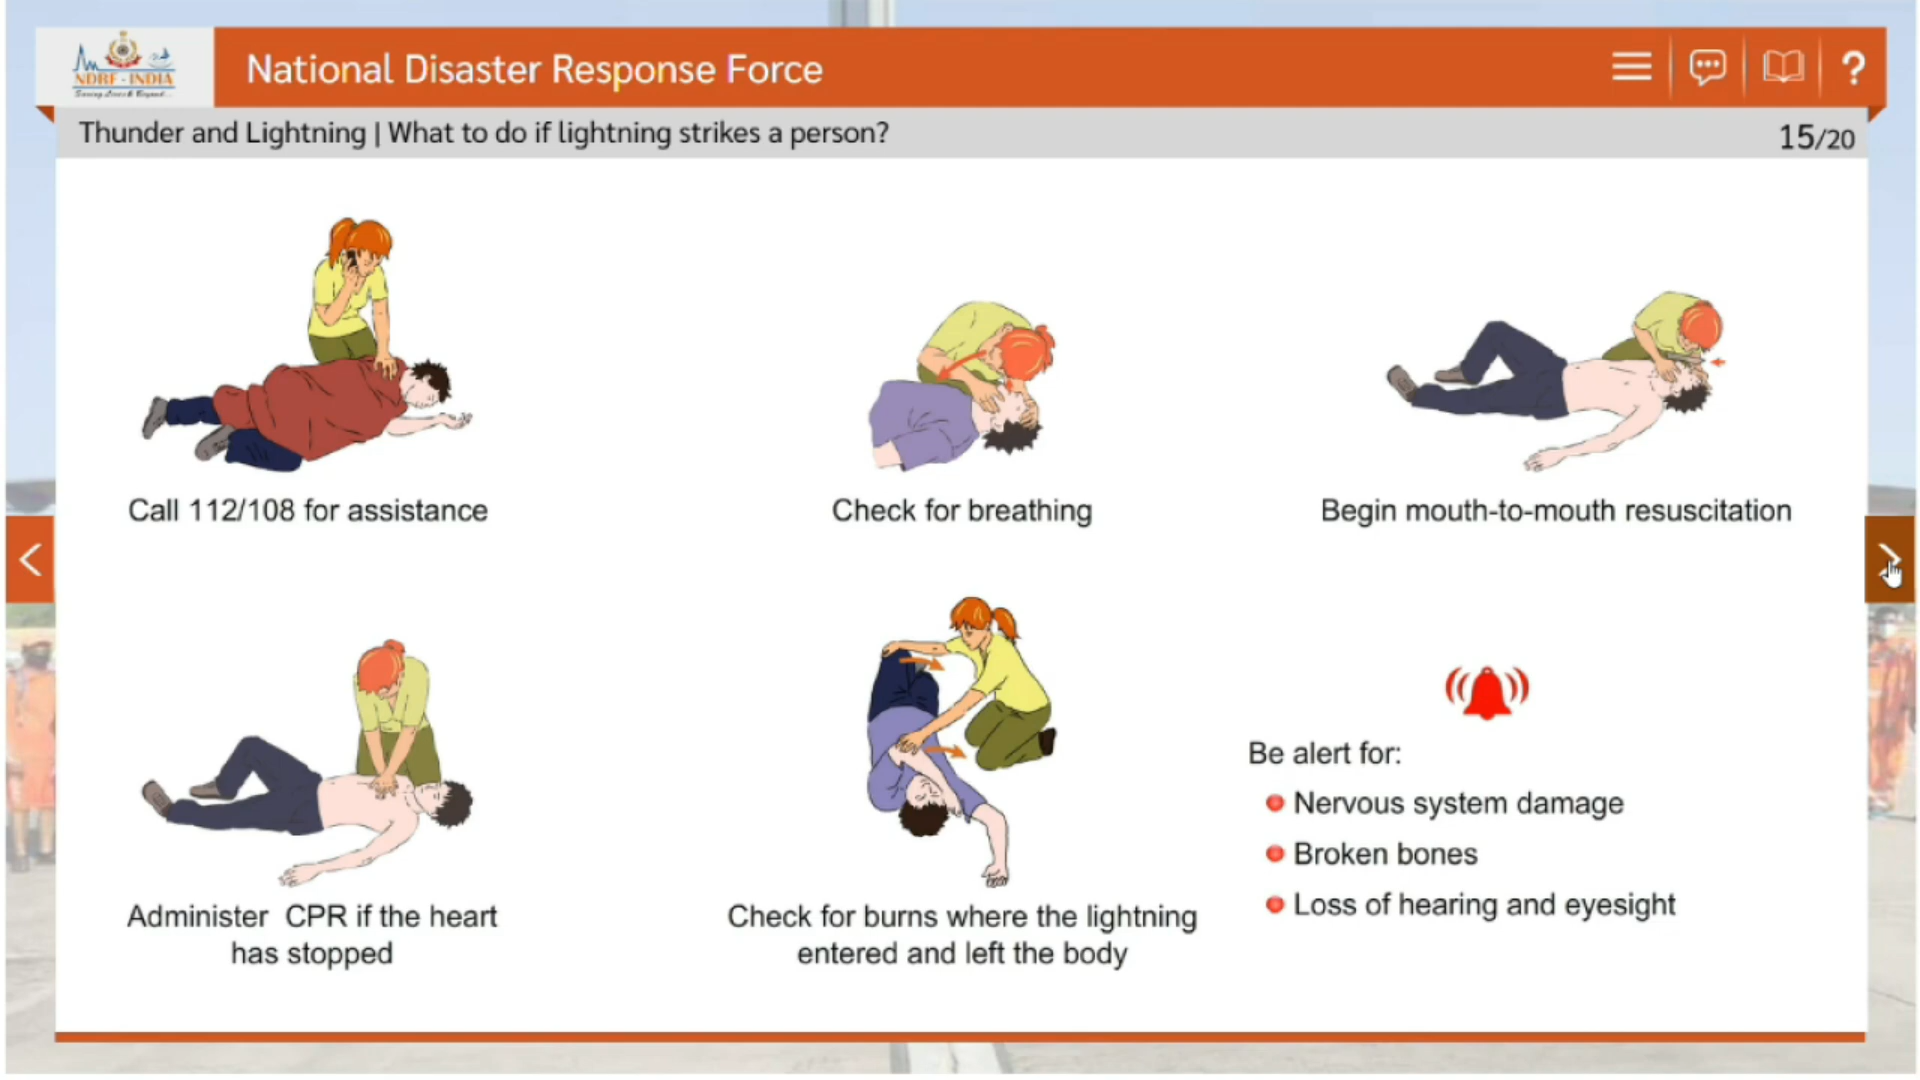 NDRF - INDIA
Saving Lives & Beyond...
National Disaster Response Force
?
Thunder and Lightning | What to do if lightning strikes a person?
15/20
Call 112/108 for assistance
Check for breathing
Begin mouth-to-mouth resuscitation
Administer CPR if the heart
has stopped
Check for burns where the lightning
entered and left the body
Be alert for:
Nervous system damage
Broken bones
Loss of hearing and eyesight